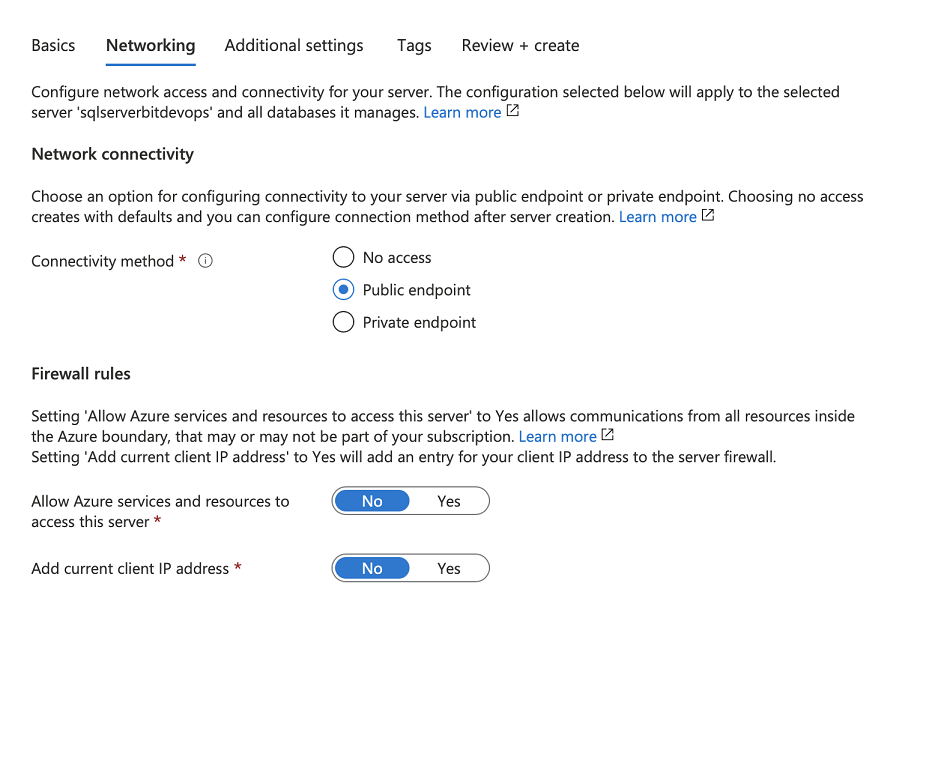 Basics Networking Additional settings Tags Review + create
Configure network access and connectivity for your server. The configuration selected below will apply to the selected
server 'sqlserverbitdevops' and all databases it manages. Learn more
Network connectivity
Choose an option for configuring connectivity to your server via public endpoint or private endpoint. Choosing no access
creates with defaults and you can configure connection method after server creation. Learn more
Connectivity method *
No access
Public endpoint
Private endpoint
Firewall rules
Setting 'Allow Azure services and resources to access this server' to Yes allows communications from all resources inside
the Azure boundary, that may or may not be part of your subscription. Learn more
Setting 'Add current client IP address' to Yes will add an entry for your client IP address to the server firewall.
Allow Azure services and resources to
access this server *
No Yes
Add current client IP address *
No Yes